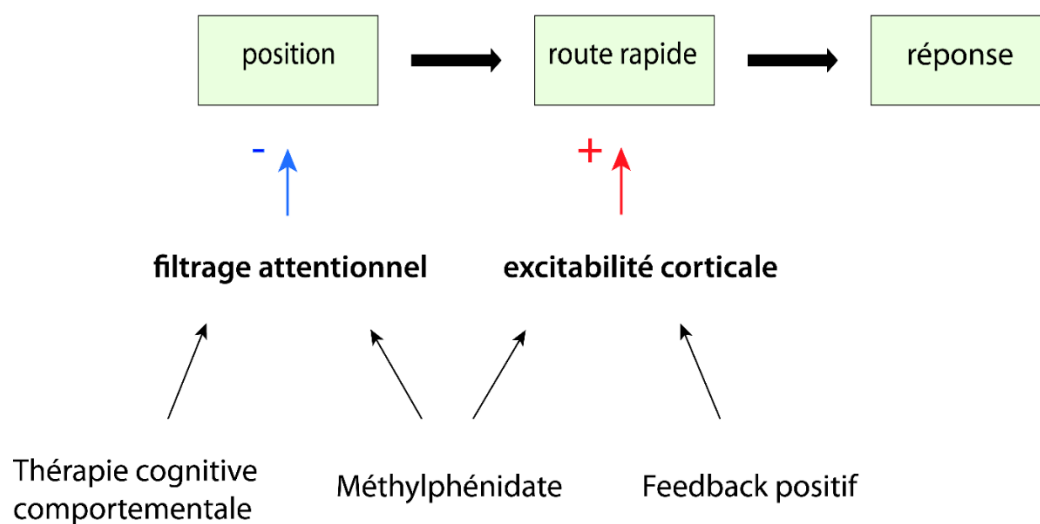 position
route rapide
réponse
-
+
filtrage attentionnel
excitabilité corticale
Thérapie cognitive
comportementale
Méthylphénidate
Feedback positif